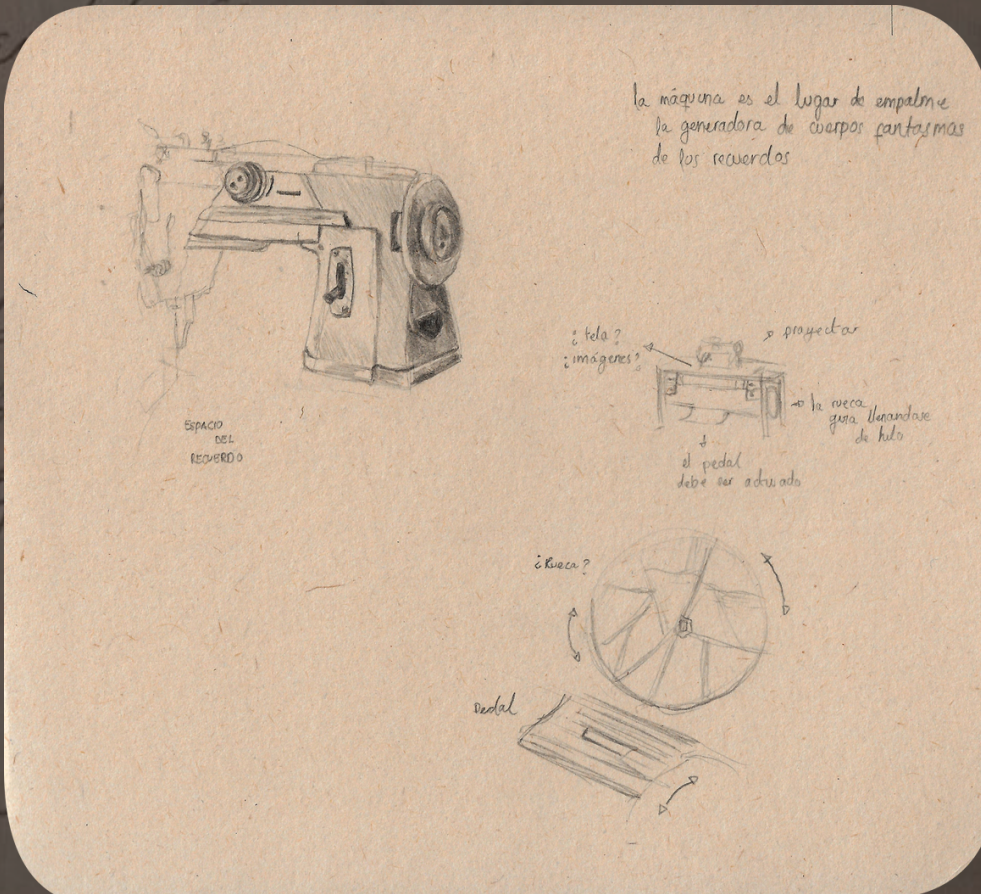 la máquina es el lugar de empalme
la generadora de cuerpos fantasmas
de los recuerdos
¿tela?
¿imágenes?
proyectar
la rueca
gira llenandose
de hilo
el pedal
debe ser activado
ESPACIO
DEL
RECUERDO
¿Rueca?
Pedal